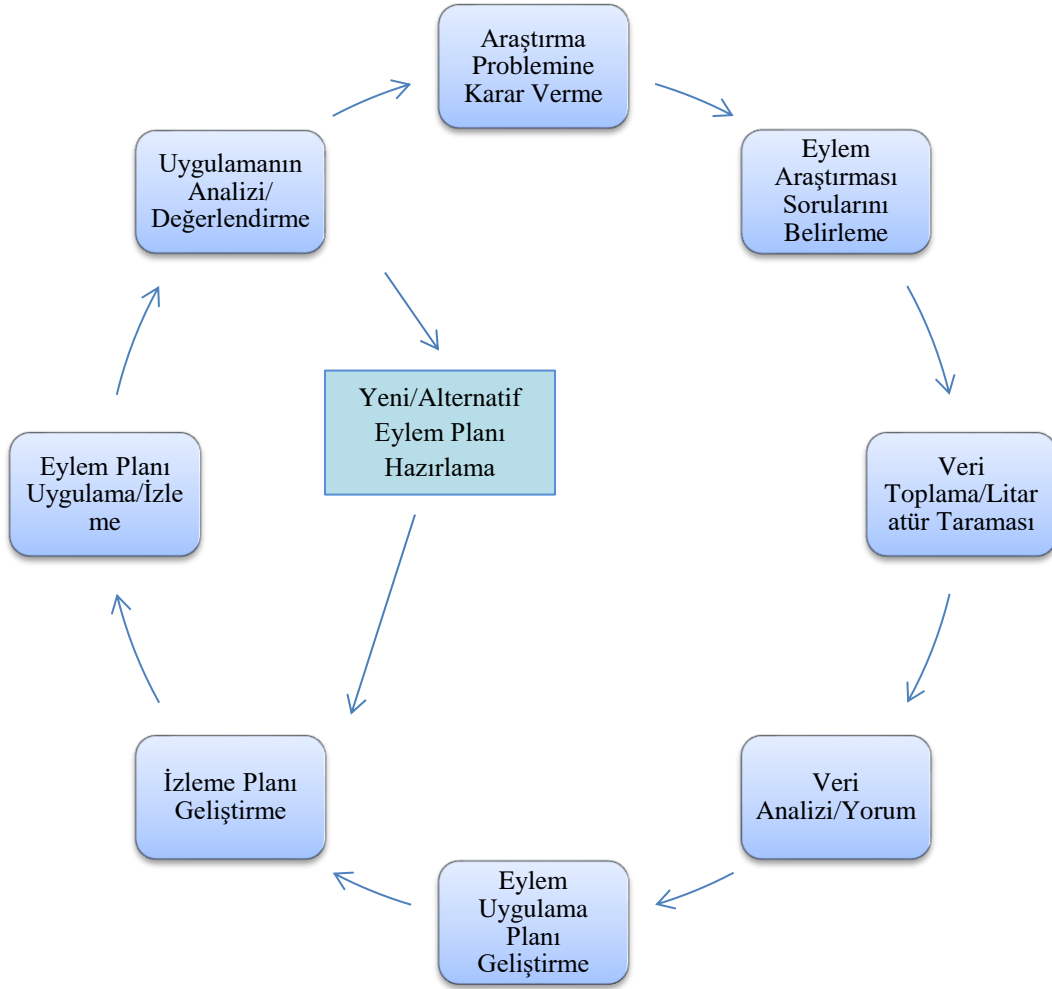 Araştırma
Problemine
Karar Verme
Eylem
Araştırması
Sorularını
Belirleme
Veri
Toplama/Litar
atür Taraması
Veri
Analizi/Yorum
Eylem
Uygulama
Planı
Geliştirme
İzleme Planı
Geliştirme
Eylem Planı
Uygulama/İzle
me
Uygulamanın
Analizi/
Değerlendirme
Yeni/Alternatif
Eylem Planı
Hazırlama